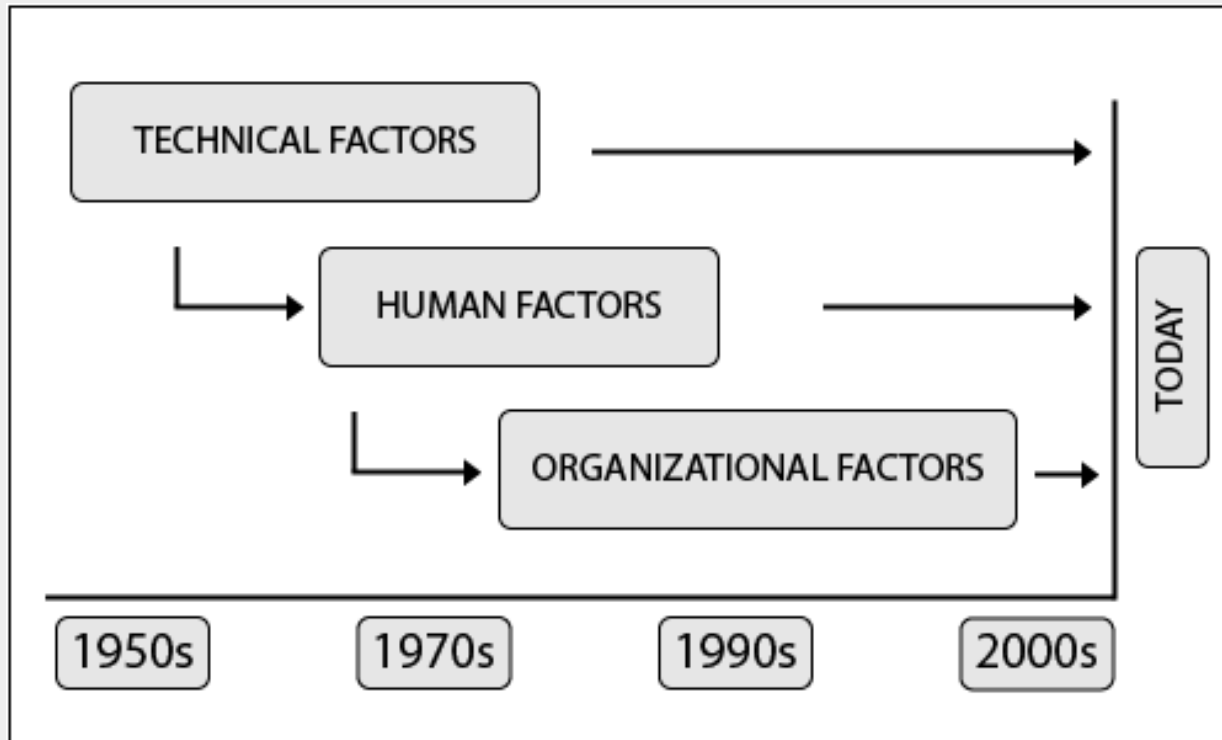 TECHNICAL FACTORS
HUMAN FACTORS
TODAY
ORGANIZATIONAL FACTORS
1950s
1970s
1990s
2000s